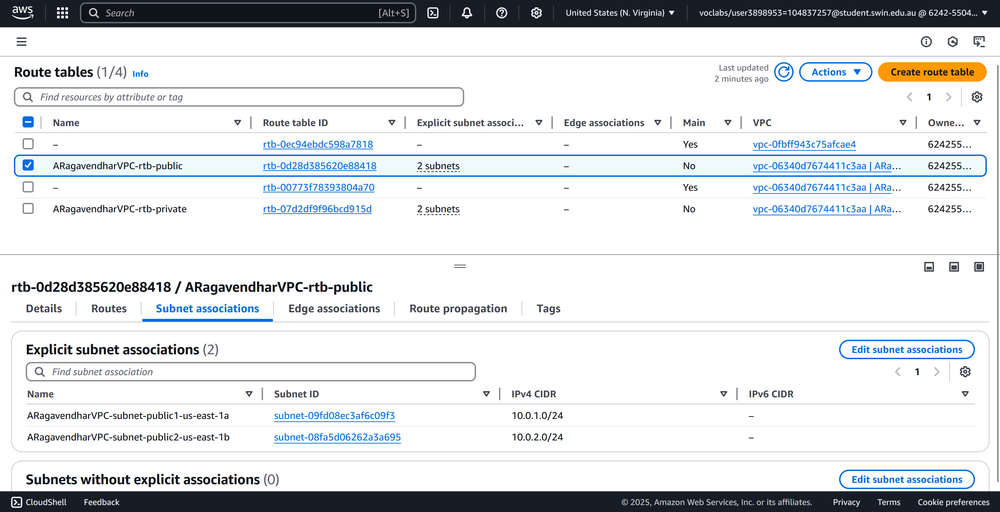 aws Search [Alt+S] United States (N. Virginia) voclabs/user3898953=104837257@student.swin.edu.au @ 6242-5504...
Route tables (1/4) Info
Last updated
2 minutes ago
Actions Create route table
Find resources by attribute or tag
1
Name Route table ID Explicit subnet associ... Edge associations Main VPC Owne...
– rtb-0ec94ebdc598a7818 – – Yes vpc-0fbff943c75afcae4 624255...
ARagavendharVPC-rtb-public rtb-0d28d385620e88418 2 subnets – No vpc-06340d7674411c3aa | ARa... 624255...
– rtb-00773f78393804a70 – – Yes vpc-06340d7674411c3aa | ARa... 624255...
ARagavendharVPC-rtb-private rtb-07d2df9f96bcd915d 2 subnets – No vpc-06340d7674411c3aa | ARa... 624255...
rtb-0d28d385620e88418 / ARagavendharVPC-rtb-public
Details Routes Subnet associations Edge associations Route propagation Tags
Explicit subnet associations (2) Edit subnet associations
Find subnet association 1
Name Subnet ID IPv4 CIDR IPv6 CIDR
ARagavendharVPC-subnet-public1-us-east-1a subnet-09fd08ec3af6c09f3 10.0.1.0/24 –
ARagavendharVPC-subnet-public2-us-east-1b subnet-08fa5d06262a3a695 10.0.2.0/24 –
Subnets without explicit associations (0) Edit subnet associations
CloudShell Feedback © 2025, Amazon Web Services, Inc. or its affiliates. Privacy Terms Cookie preferences